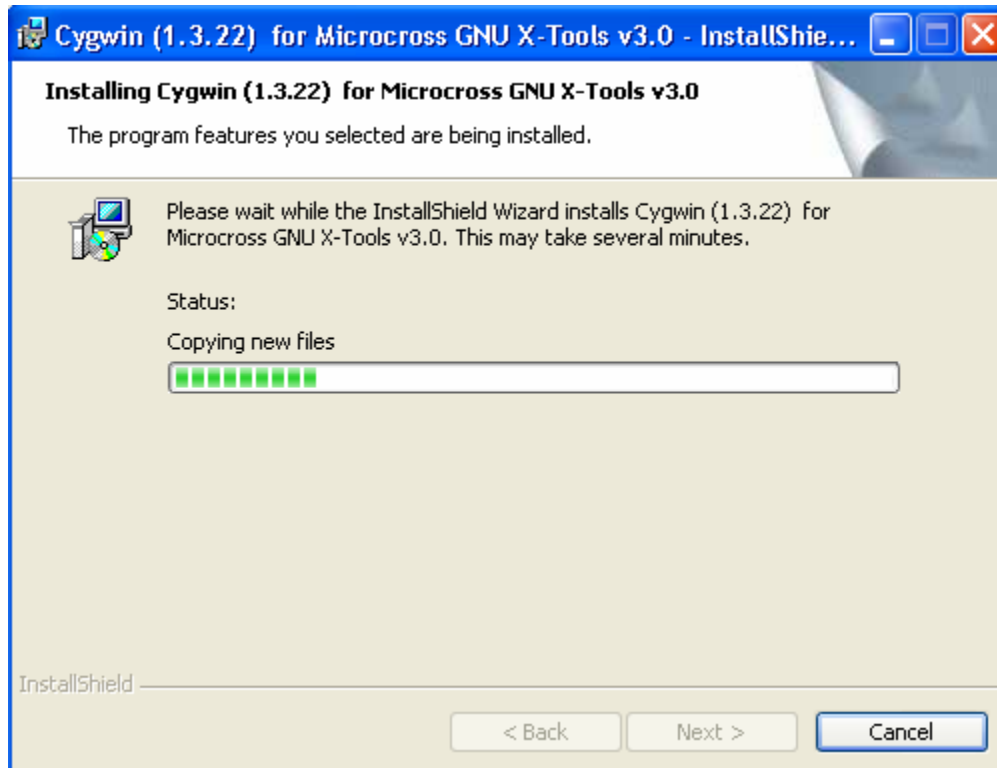 Cygwin (1.3.22) for Microcross GNU X-Tools v3.0 - InstallShie...
Installing Cygwin (1.3.22) for Microcross GNU X-Tools v3.0
The program features you selected are being installed.
Please wait while the InstallShield Wizard installs Cygwin (1.3.22) for
Microcross GNU X-Tools v3.0. This may take several minutes.
Status:
Copying new files
InstallShield
< Back
Next >
Cancel